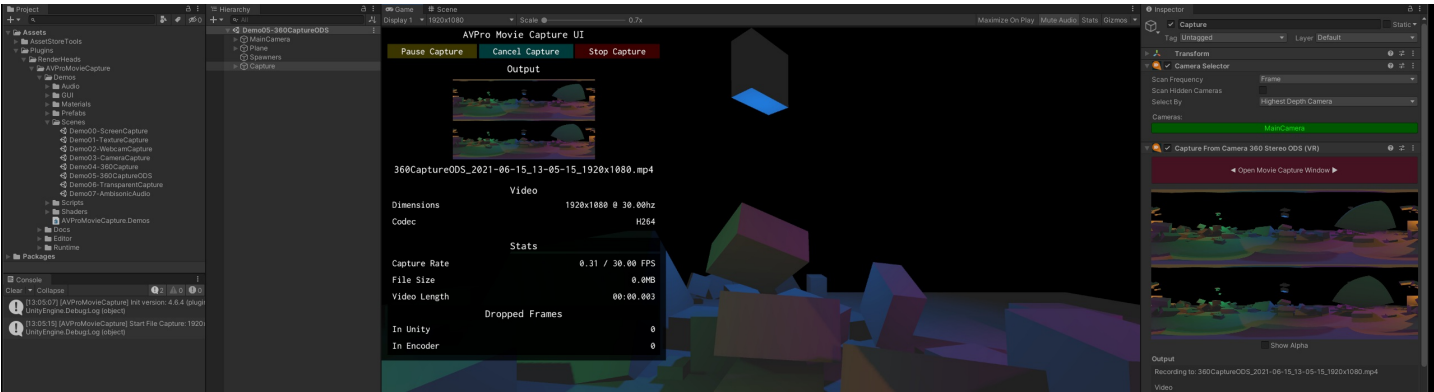 Project
Assets
AssetStoreTools
Plugins
RenderHeads
AVProMovieCapture
Demos
Audio
GUI
Materials
Prefabs
Scenes
Demo00-ScreenCapture
Demo01-TextureCapture
Demo02-WebcamCapture
Demo03-CameraCapture
Demo04-360Capture
Demo05-360CaptureODS
Demo06-TransparentCapture
Demo07-AmbisonicAudio
Scripts
Shaders
AVProMovieCapture.Demos
Docs
Editor
Runtime
Packages
Console
Clear Collapse 2 0 0
[13:05:07] [AVProMovieCapture] Init version: 4.6.4 (plugi
UnityEngine.Debug:Log (object)
[13:05:15] [AVProMovieCapture] Start File Capture: 1920
UnityEngine.Debug:Log (object)
Hierarchy
All
Demo05-360CaptureODS
MainCamera
Plane
Spawners
Capture
Game Scene
Display 1 1920x1080 Scale 0.7x Maximize On Play Mute Audio Stats Gizmos
AVPro Movie Capture UI
Pause Capture Cancel Capture Stop Capture
Output
360CaptureODS_2021-06-15_13-05-15_1920x1080.mp4
Video
Dimensions 1920x1080 @ 30.00hz
Codec H264
Stats
Capture Rate 0.31 / 30.00 FPS
File Size 0.0MB
Video Length 00:00.003
Dropped Frames
In Unity 0
In Encoder 0
Inspector
Capture Static
Tag Untagged Layer Default
Transform
Camera Selector
Scan Frequency Frame
Scan Hidden Cameras
Select By Highest Depth Camera
Cameras:
MainCamera
Capture From Camera 360 Stereo ODS (VR)
◄ Open Movie Capture Window ►
Show Alpha
Output
Recording to: 360CaptureODS_2021-06-15_13-05-15_1920x1080.mp4
Video